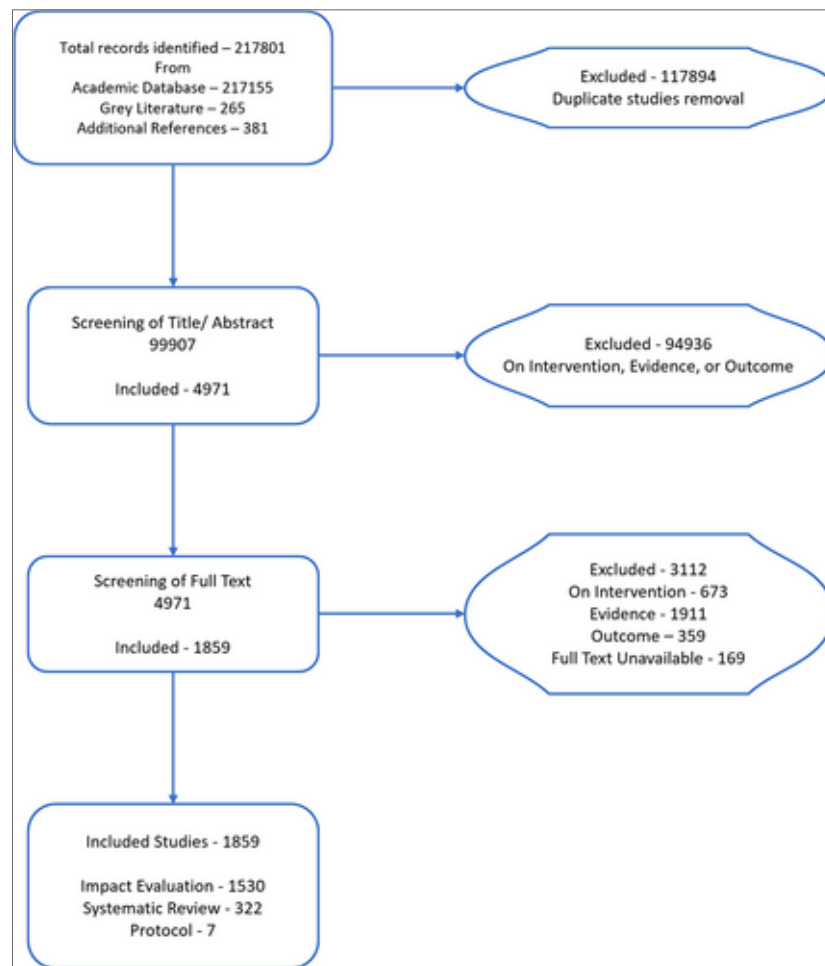 Total records identified – 217801
From
Academic Database - 217155
Grey Literature - 265
Additional References – 381
Excluded - 117894
Duplicate studies removal
Screening of Title/ Abstract
99907
Included - 4971
Excluded - 94936
On Intervention, Evidence, or Outcome
Screening of Full Text
4971
Included - 1859
Excluded - 3112
On Intervention - 673
Evidence - 1911
Outcome – 359
Full Text Unavailable - 169
Included Studies - 1859
Impact Evaluation - 1530
Systematic Review - 322
Protocol - 7